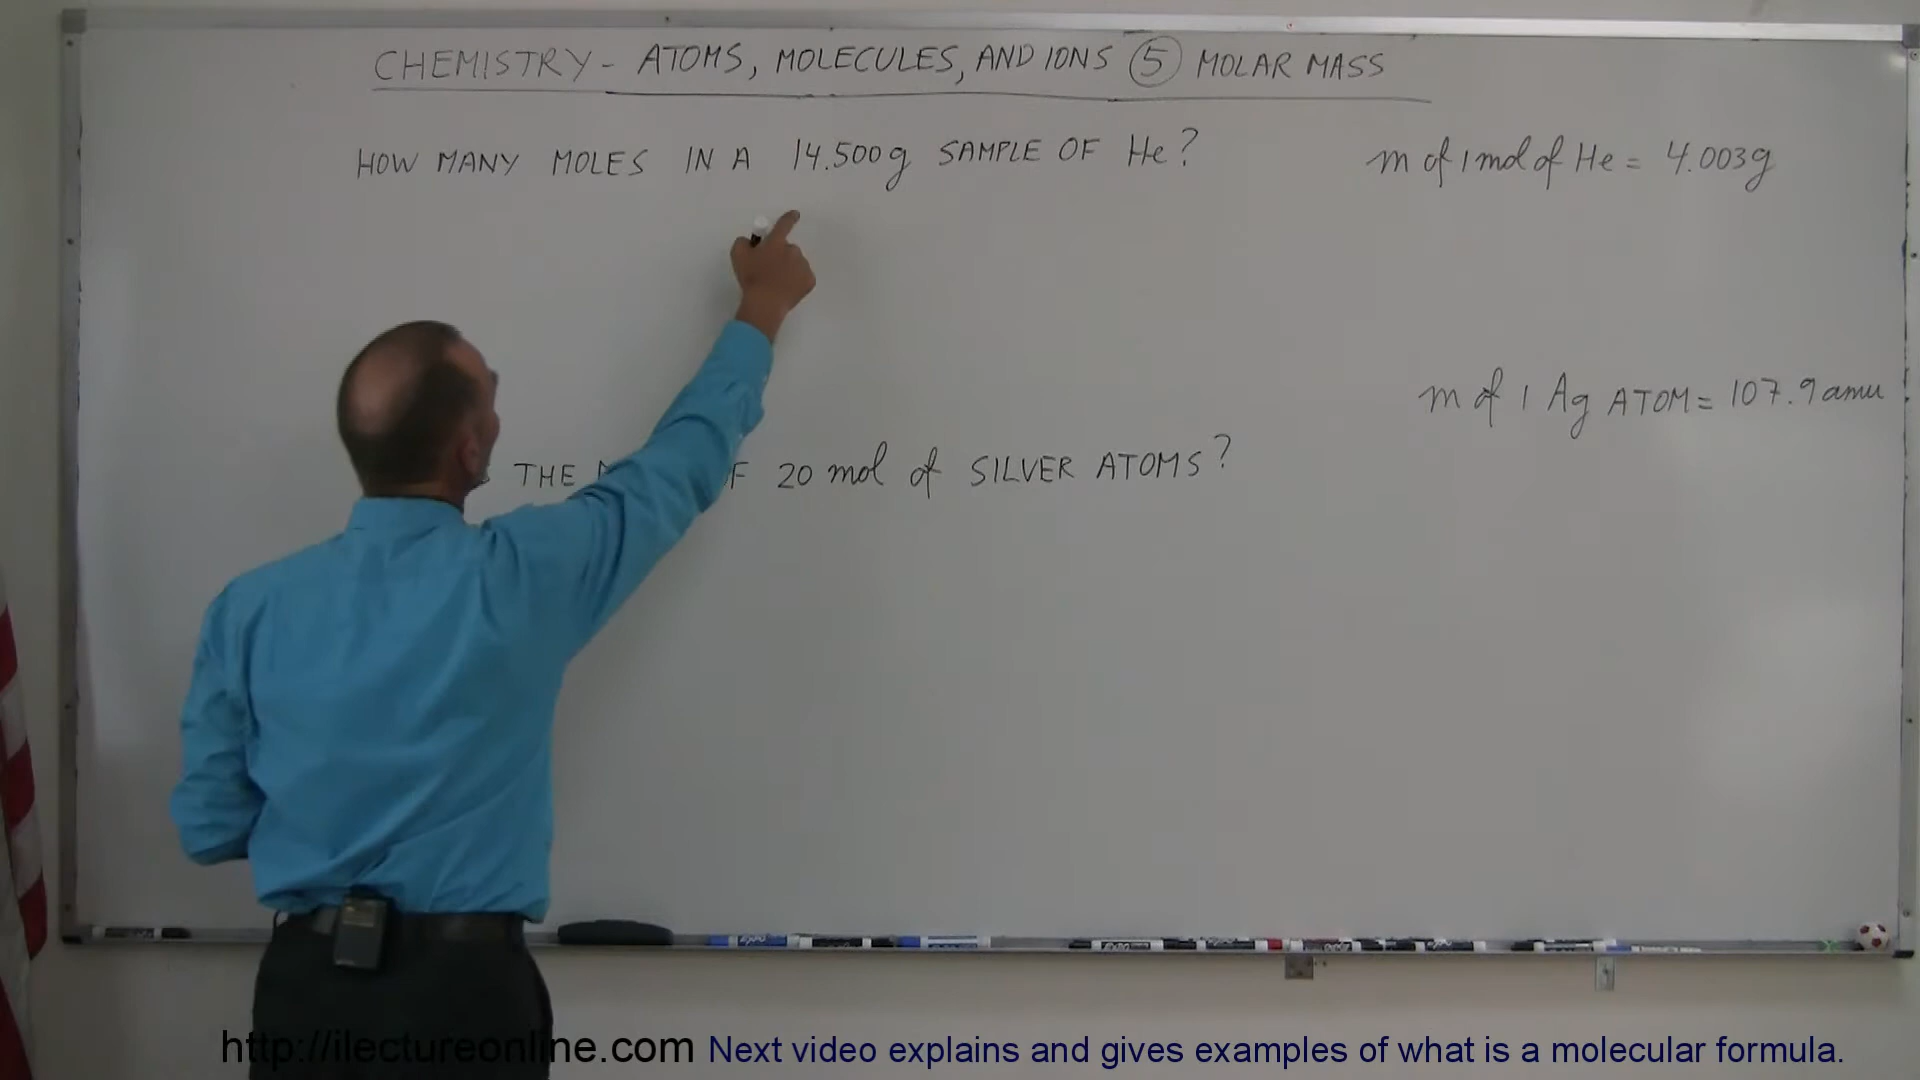 CHEMISTRY - ATOMS, MOLECULES, AND IONS 5 MOLAR MASS
HOW MANY MOLES IN A 14.500g SAMPLE OF He?
m of 1 mol of He = 4.003g
m of 1 Ag ATOM = 107.9 amu
THE OF 20 mol of SILVER ATOMS?
http://ilectureonline.com Next video explains and gives examples of what is a molecular formula.